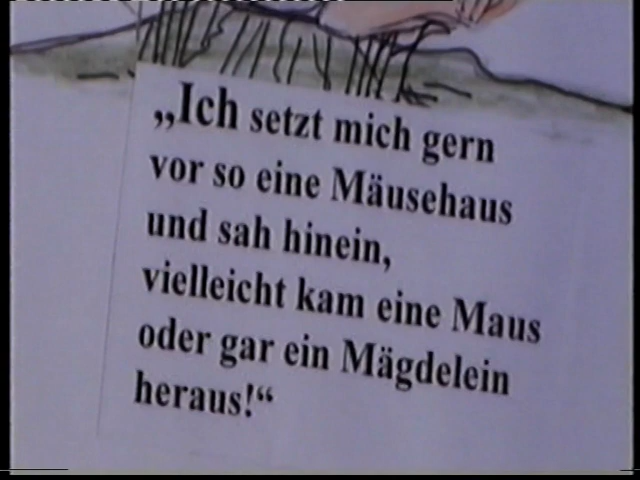 „Ich setzt mich gern
vor so eine Mäusehaus
und sah hinein,
vielleicht kam eine Maus
oder gar ein Mägdelein
heraus!“